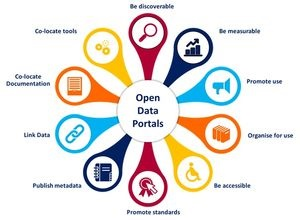 Be discoverable
Co-locate tools
Be measurable
Co-locate
Documentation
Promote use
Open
Data
Portals
Link Data
Organise for use
Publish metadata
Be accessible
Promote standards